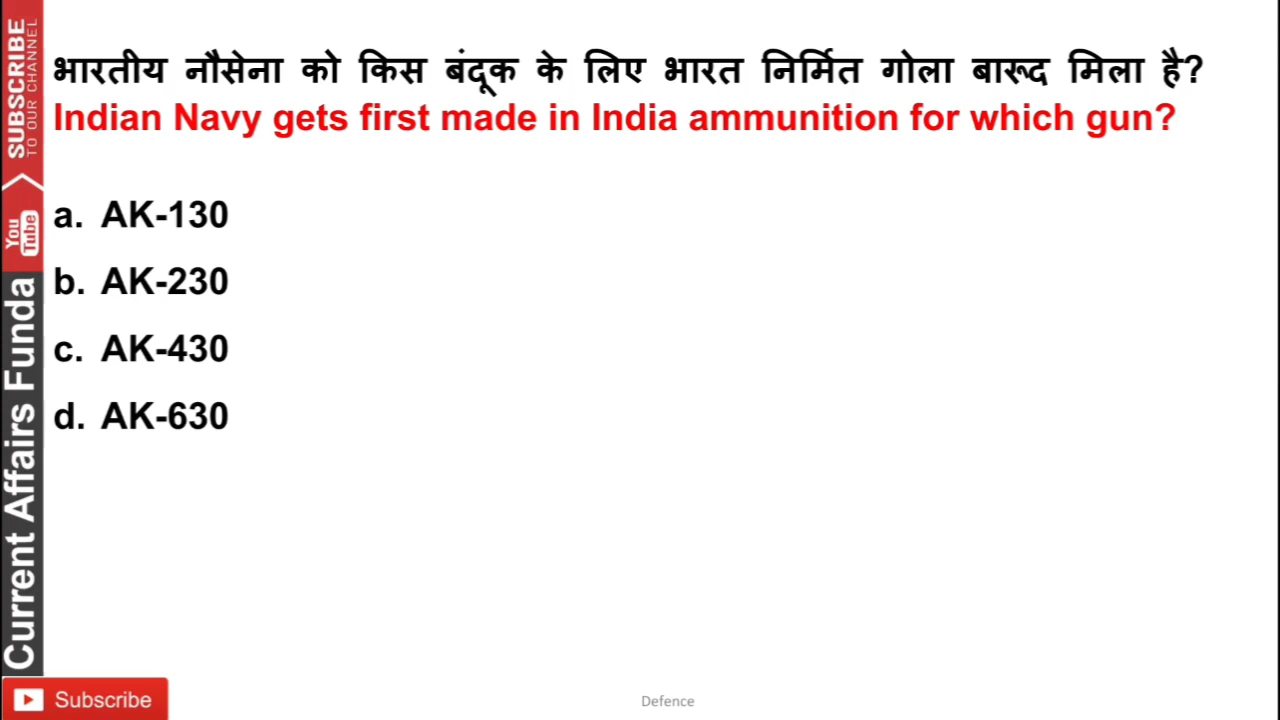 भारतीय नौसेना को किस बंदूक के लिए भारत निर्मित गोला बारूद मिला है?
Indian Navy gets first made in India ammunition for which gun?
a. AK-130
b. AK-230
c. AK-430
d. AK-630
SUBSCRIBE
TO OUR CHANNEL
You
Tube
Current Affairs Funda
Subscribe
Defence